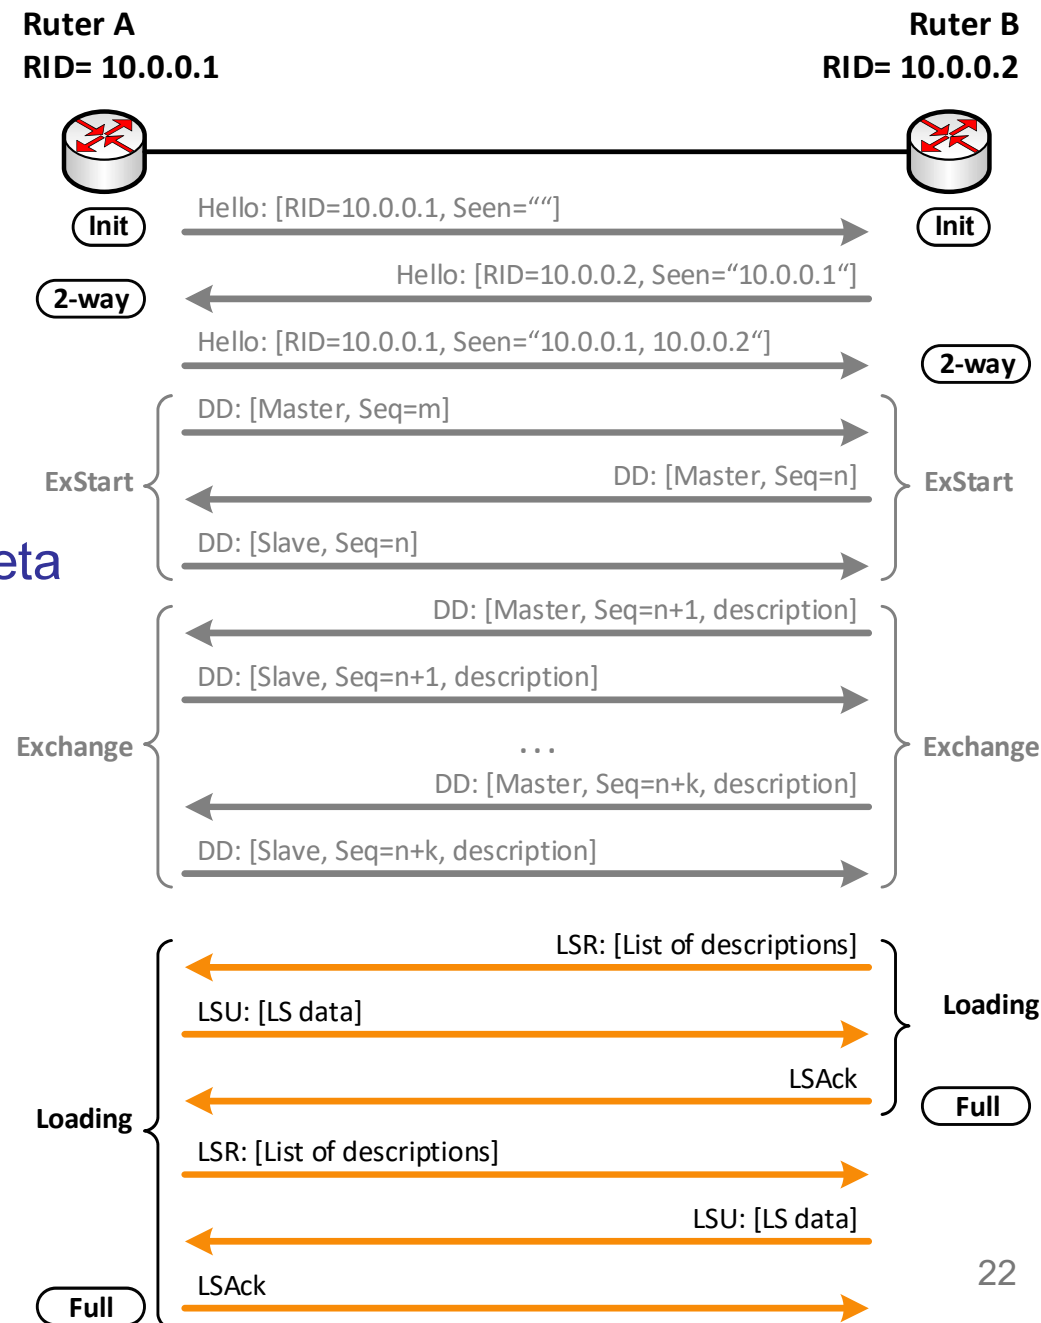 Ruter A
RID= 10.0.0.1
Ruter B
RID= 10.0.0.2
Init
Hello: [RID=10.0.0.1, Seen=““]
Init
Hello: [RID=10.0.0.2, Seen=“10.0.0.1“]
2-way
Hello: [RID=10.0.0.1, Seen=“10.0.0.1, 10.0.0.2“]
2-way
DD: [Master, Seq=m]
ExStart
DD: [Master, Seq=n]
ExStart
DD: [Slave, Seq=n]
eta
DD: [Master, Seq=n+1, description]
DD: [Slave, Seq=n+1, description]
Exchange
...
Exchange
DD: [Master, Seq=n+k, description]
DD: [Slave, Seq=n+k, description]
LSR: [List of descriptions]
LSU: [LS data]
Loading
LSAck
Full
Loading
LSR: [List of descriptions]
LSU: [LS data]
LSAck
Full
22